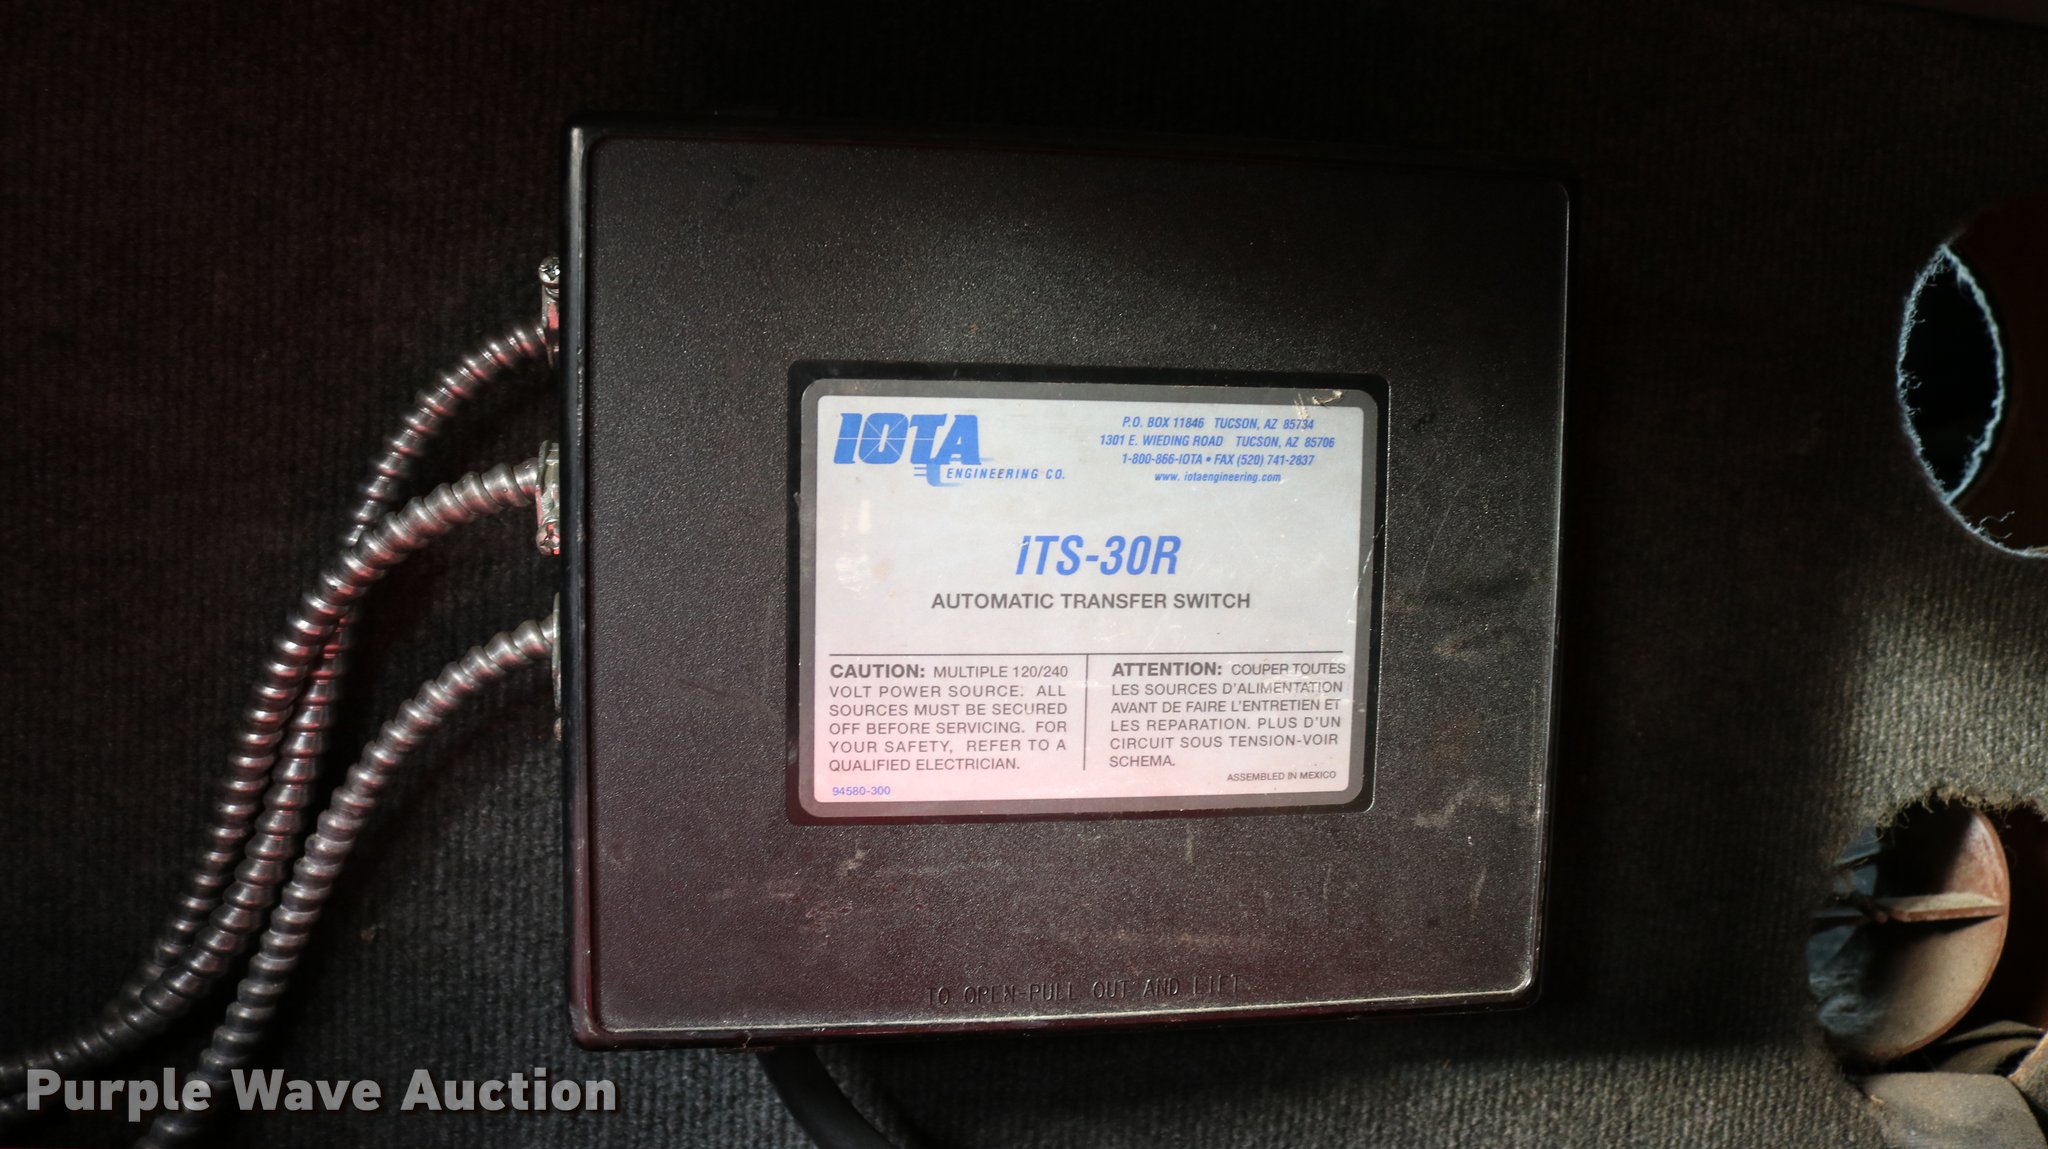 IOTA
ENGINEERING CO.
P.O. BOX 11846 TUCSON, AZ 85734
1301 E. WIEDING ROAD TUCSON, AZ 85706
1-800-866-IOTA • FAX (520) 741-2837
www. iotaengineering.com
ITS-30R
AUTOMATIC TRANSFER SWITCH
CAUTION: MULTIPLE 120/240
VOLT POWER SOURCE. ALL
SOURCES MUST BE SECURED
OFF BEFORE SERVICING. FOR
YOUR SAFETY, REFER TO A
QUALIFIED ELECTRICIAN.
94580-300
ATTENTION: COUPER TOUTES
LES SOURCES D'ALIMENTATION
AVANT DE FAIRE L'ENTRETIEN ET
LES REPARATION. PLUS D'UN
CIRCUIT SOUS TENSION-VOIR
SCHEMA.
ASSEMBLED IN MEXICO
TO OPEN-PULL OUT AND LIFT
Purple Wave Auction